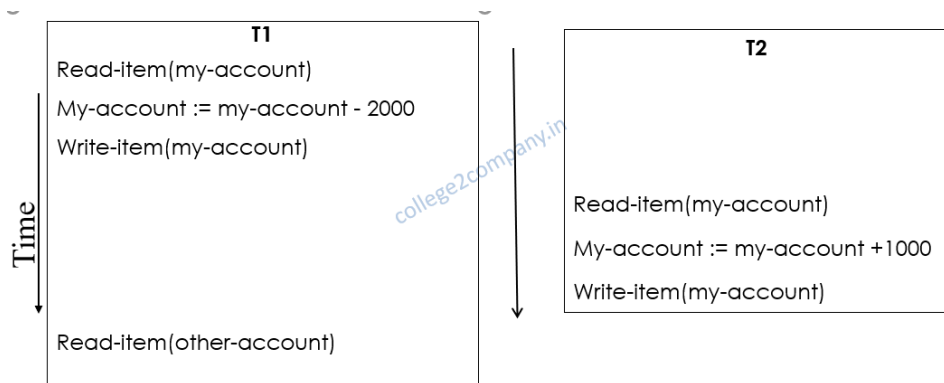 T1
Read-item(my-account)
My-account := my-account - 2000
Write-item(my-account)
Read-item(other-account)
Time
college2company.in
T2
Read-item(my-account)
My-account := my-account +1000
Write-item(my-account)